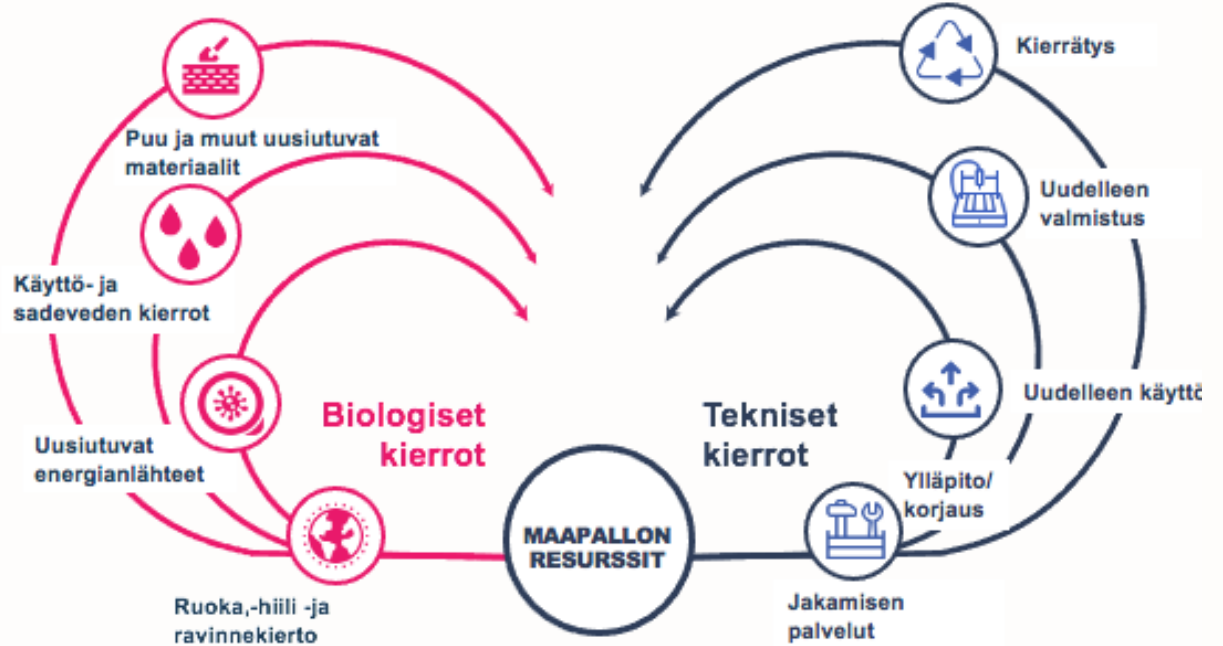 Puu ja muut uusiutuvat
materiaalit
Käyttö- ja
sadeveden kierrot
Uusiutuvat
energianlähteet
Ruoka,-hiili -ja
ravinnekierto
Biologiset
kierrot
MAAPALLON
RESURSSIT
Tekniset
kierrot
Kierrätys
Uudelleen
valmistus
Uudelleen käyttö
Ylläpito/
korjaus
Jakamisen
palvelut